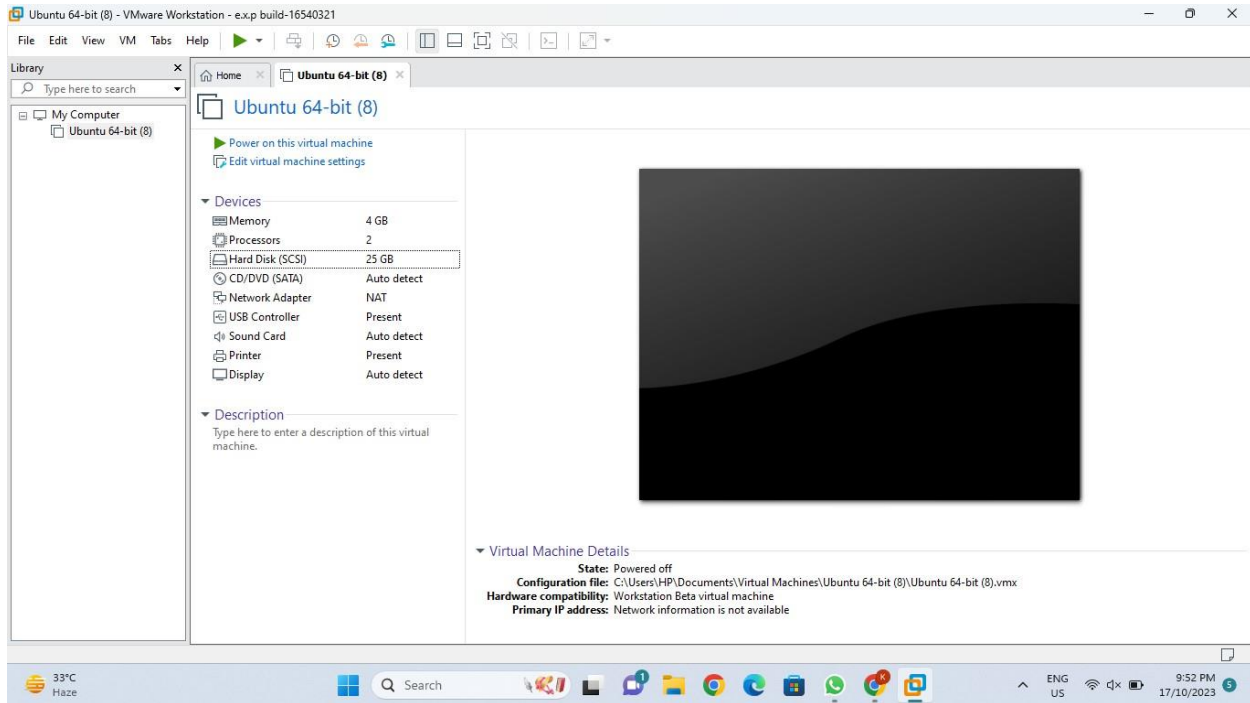 Ubuntu 64-bit (8) - VMware Workstation - e.x.p build-16540321
File Edit View VM Tabs Help
Library
Type here to search
My Computer
Ubuntu 64-bit (8)
Home
Ubuntu 64-bit (8)
Ubuntu 64-bit (8)
Power on this virtual machine
Edit virtual machine settings
Devices
Memory 4 GB
Processors 2
Hard Disk (SCSI) 25 GB
CD/DVD (SATA) Auto detect
Network Adapter NAT
USB Controller Present
Sound Card Auto detect
Printer Present
Display Auto detect
Description
Type here to enter a description of this virtual
machine.
Virtual Machine Details
State: Powered off
Configuration file: C:\Users\HP\Documents\Virtual Machines\Ubuntu 64-bit (8)\Ubuntu 64-bit (8).vmx
Hardware compatibility: Workstation Beta virtual machine
Primary IP address: Network information is not available
33°C
Haze
Search
1
K
ENG
US
9:52 PM
17/10/2023
5